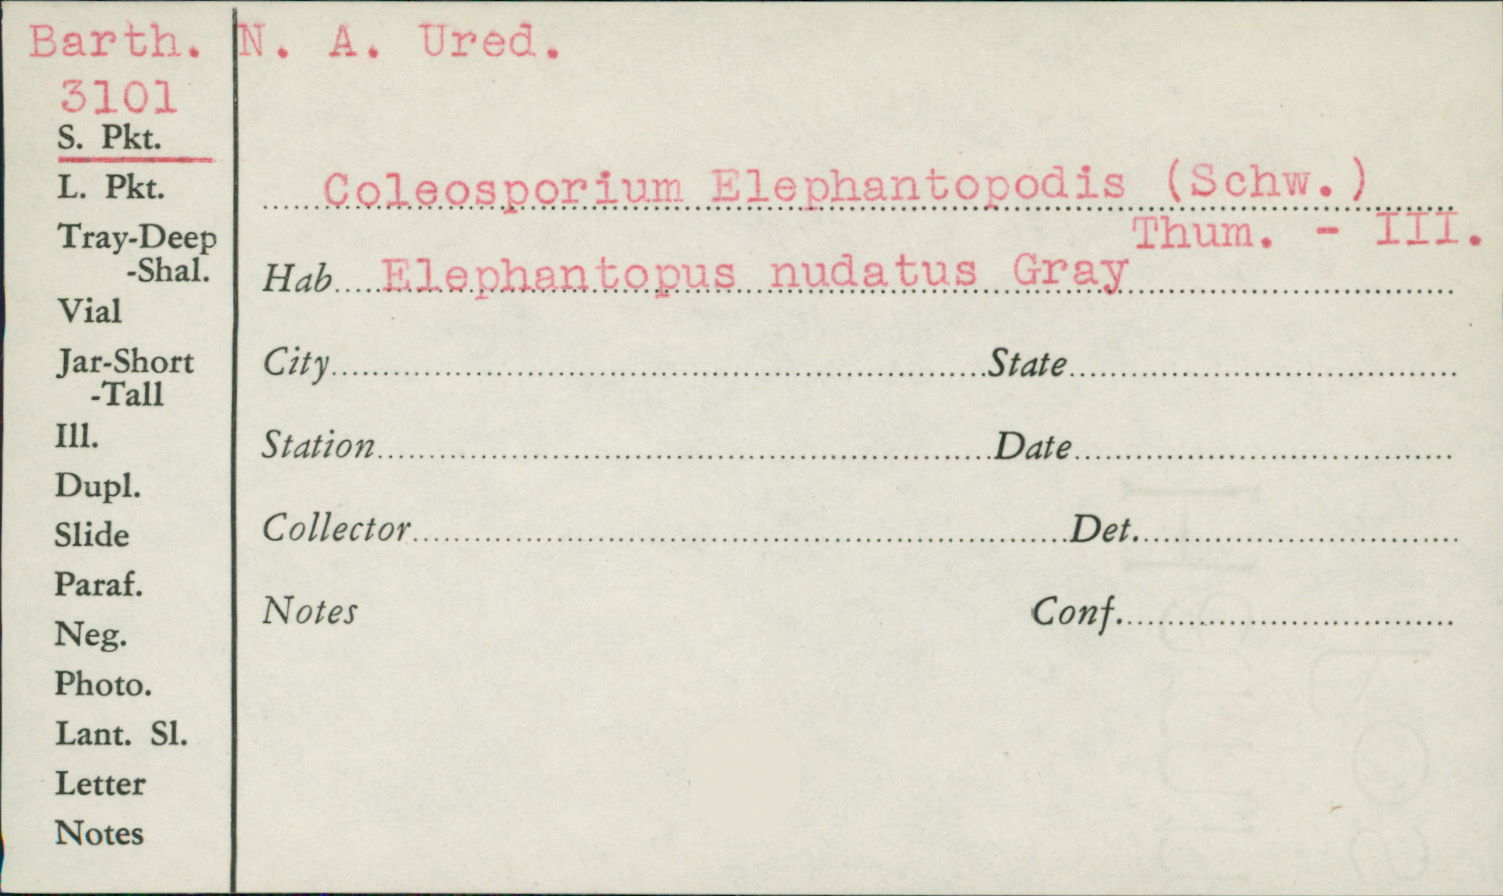 Barth. N. A. Ured.
3101
S. Pkt.
L. Pkt.
Tray-Deep
-Shal.
Vial
Jar-Short
-Tall
Ill.
Dupl.
Slide
Paraf.
Neg.
Photo.
Lant. Sl.
Letter
Notes
Coleosporium Elephantopodis (Schw.)
Thum. - III.
Hab. Elephantopus nudatus Gray
City State
Station Date
Collector Det.
Notes Conf.